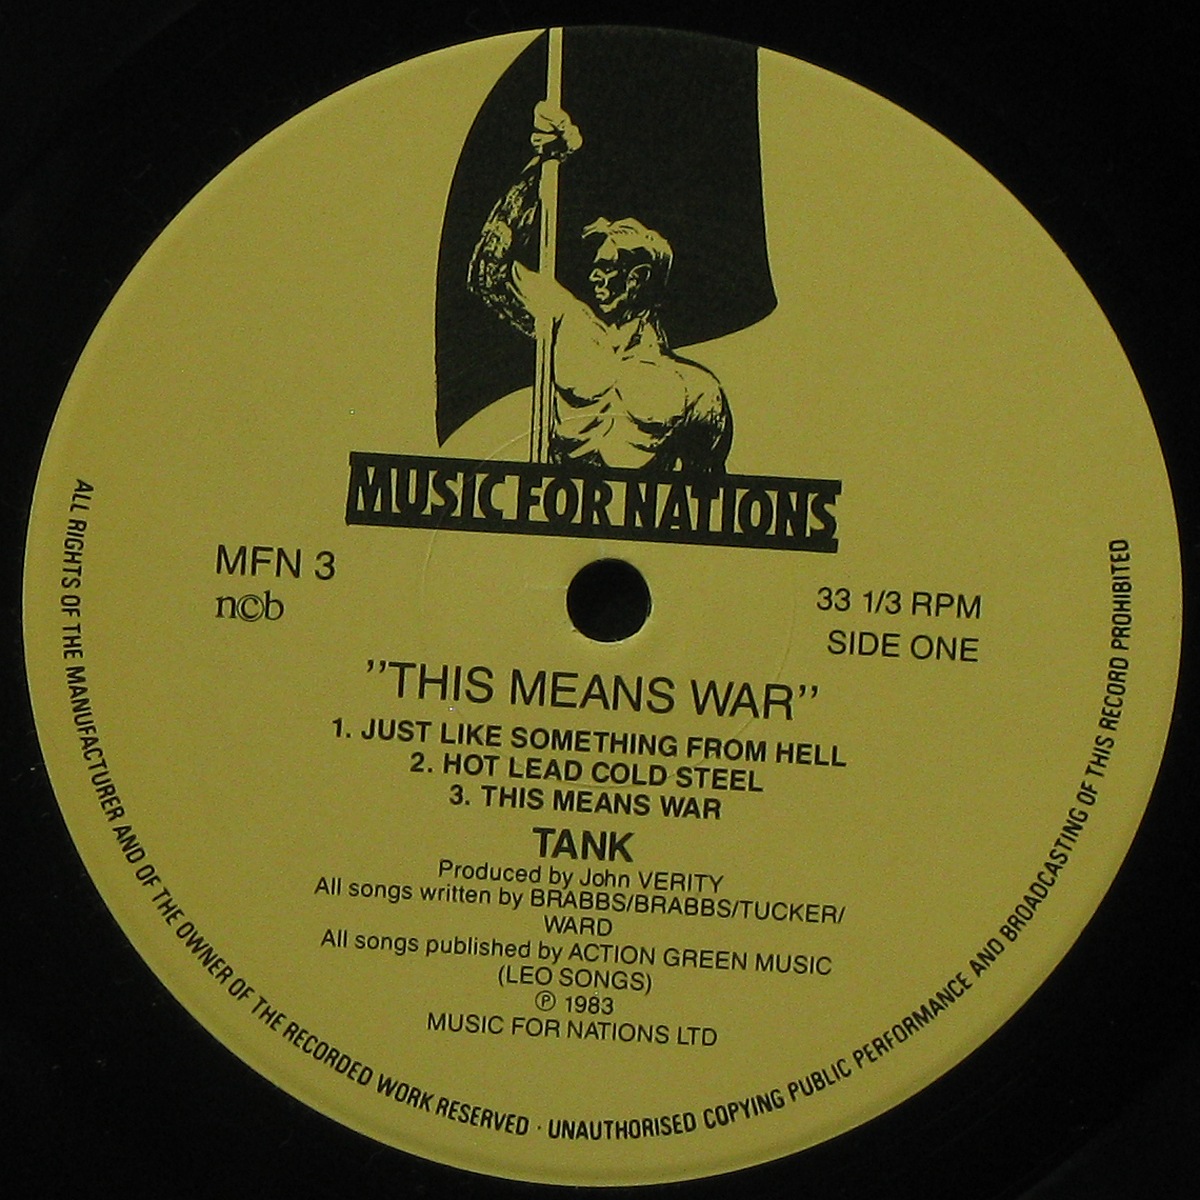 MUSIC FOR NATIONS
MFN 3
n©b
33 1/3 RPM
SIDE ONE
''THIS MEANS WAR''
1. JUST LIKE SOMETHING FROM HELL
2. HOT LEAD COLD STEEL
3. THIS MEANS WAR
TANK
Produced by John VERITY
All songs written by BRABBS/BRABBS/TUCKER/
WARD
All songs published by ACTION GREEN MUSIC
(LEO SONGS)
℗ 1983
MUSIC FOR NATIONS LTD
ALL RIGHTS OF THE MANUFACTURER AND OF THE OWNER OF THE RECORDED WORK RESERVED · UNAUTHORISED COPYING PUBLIC PERFORMANCE AND BROADCASTING OF THIS RECORD PROHIBITED